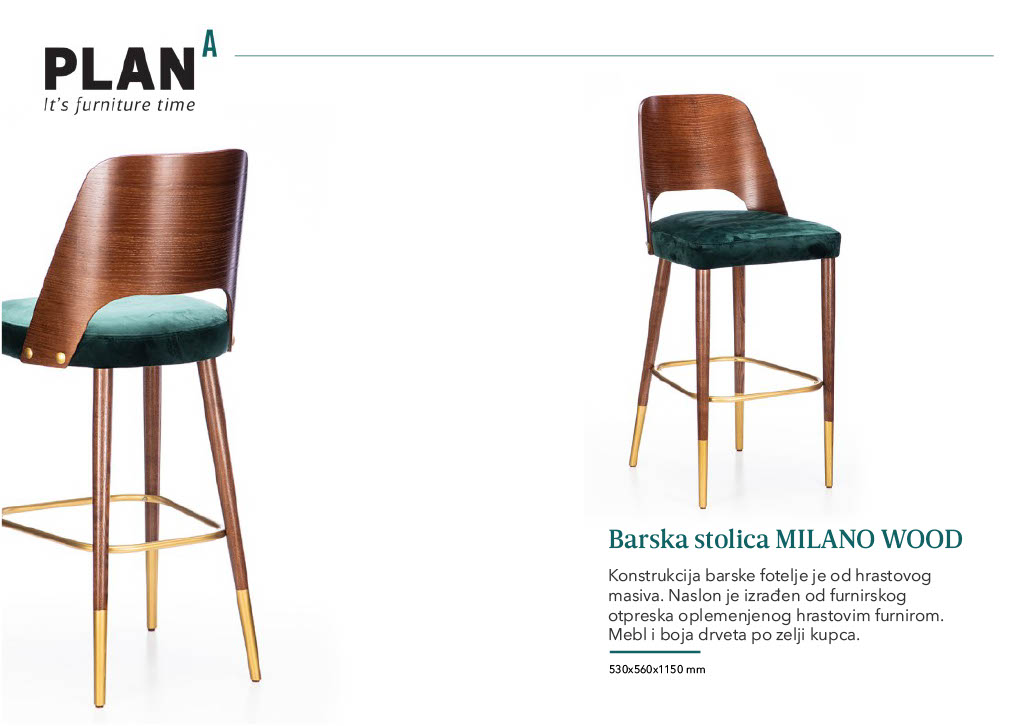 PLAN A
It's furniture time
Barska stolica MILANO WOOD
Konstrukcija barske fotelje je od hrastovog
masiva. Naslon je izrađen od furnirskog
otpreska oplemenjenog hrastovim furnirom.
Mebl i boja drveta po zelji kupca.
530x560x1150 mm